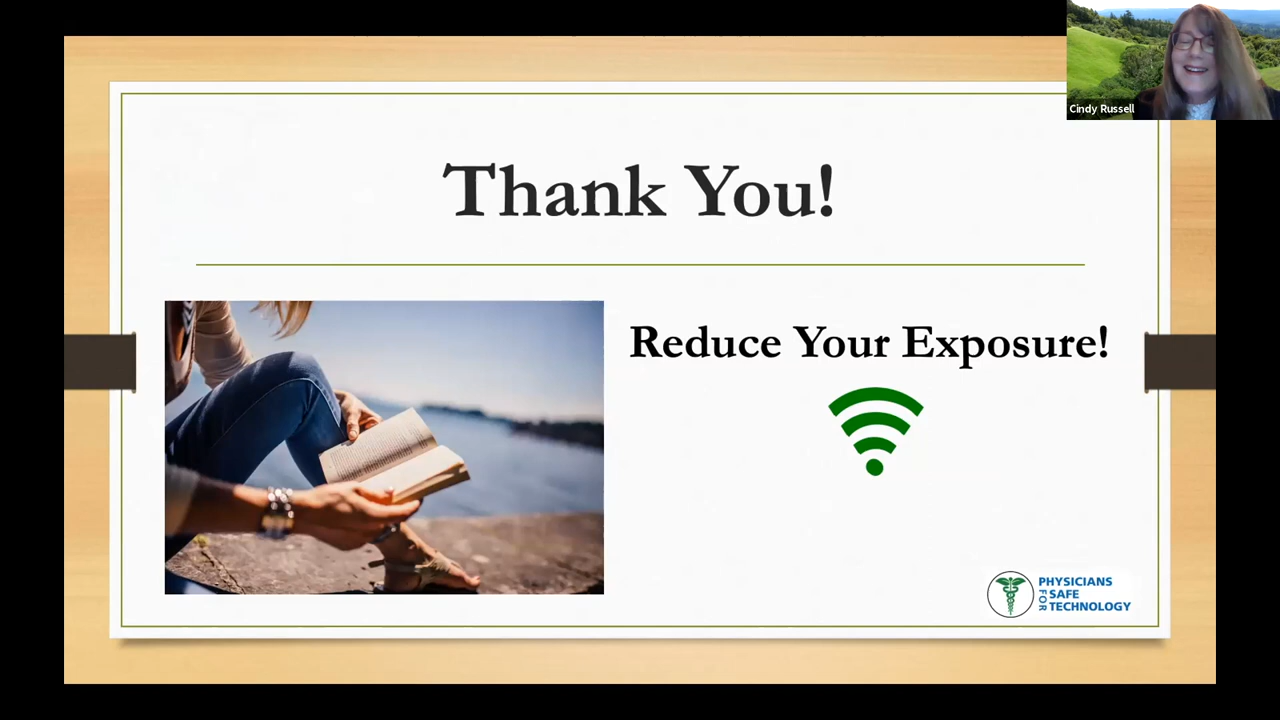 Cindy Russell
Thank You!
Reduce Your Exposure!
PHYSICIANS
FOR SAFE
TECHNOLOGY